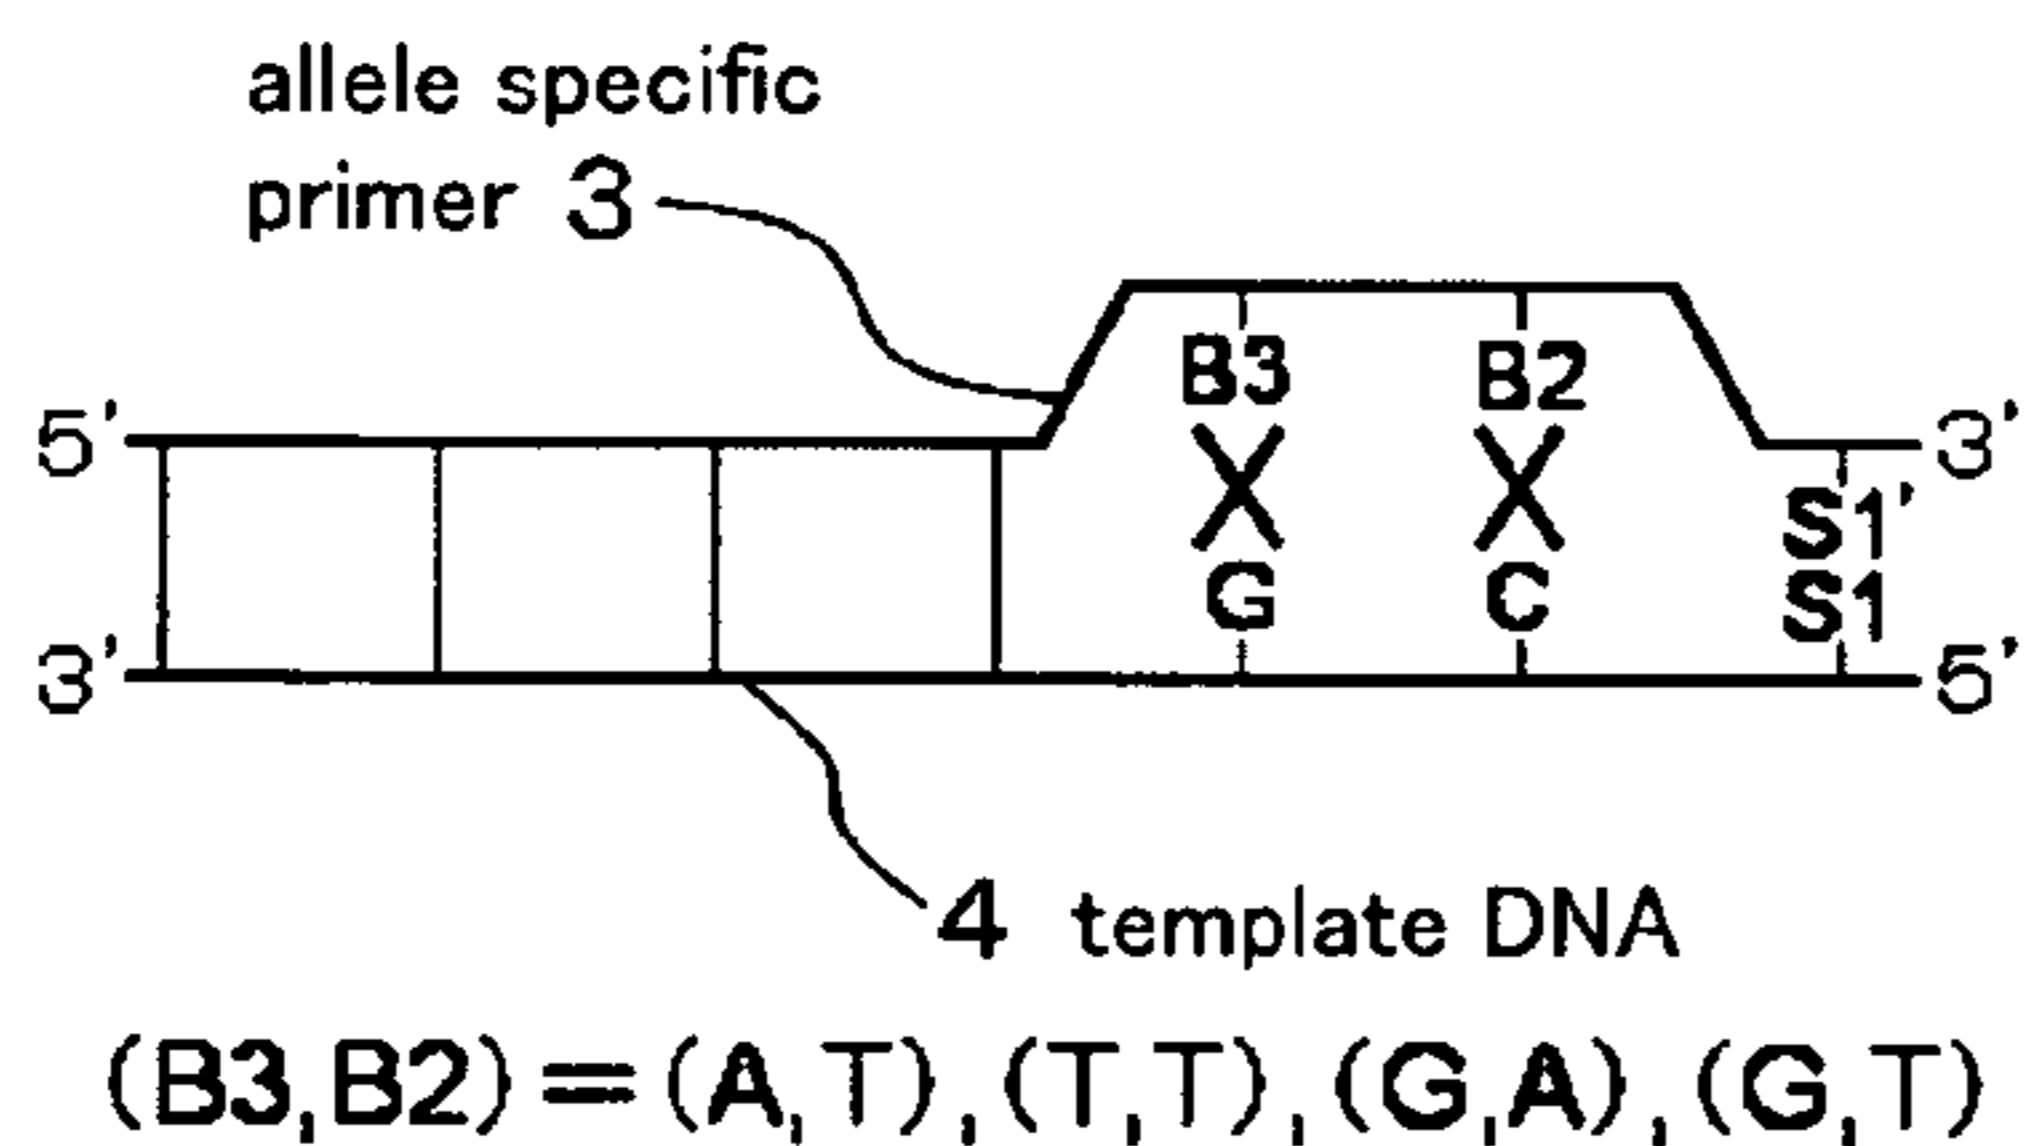 allele specific
primer 3
B3 B2
5' 3'
S1'
G C S1
3' 5'
4 template DNA
(B3,B2)=(A,T),(T,T),(G,A),(G,T)